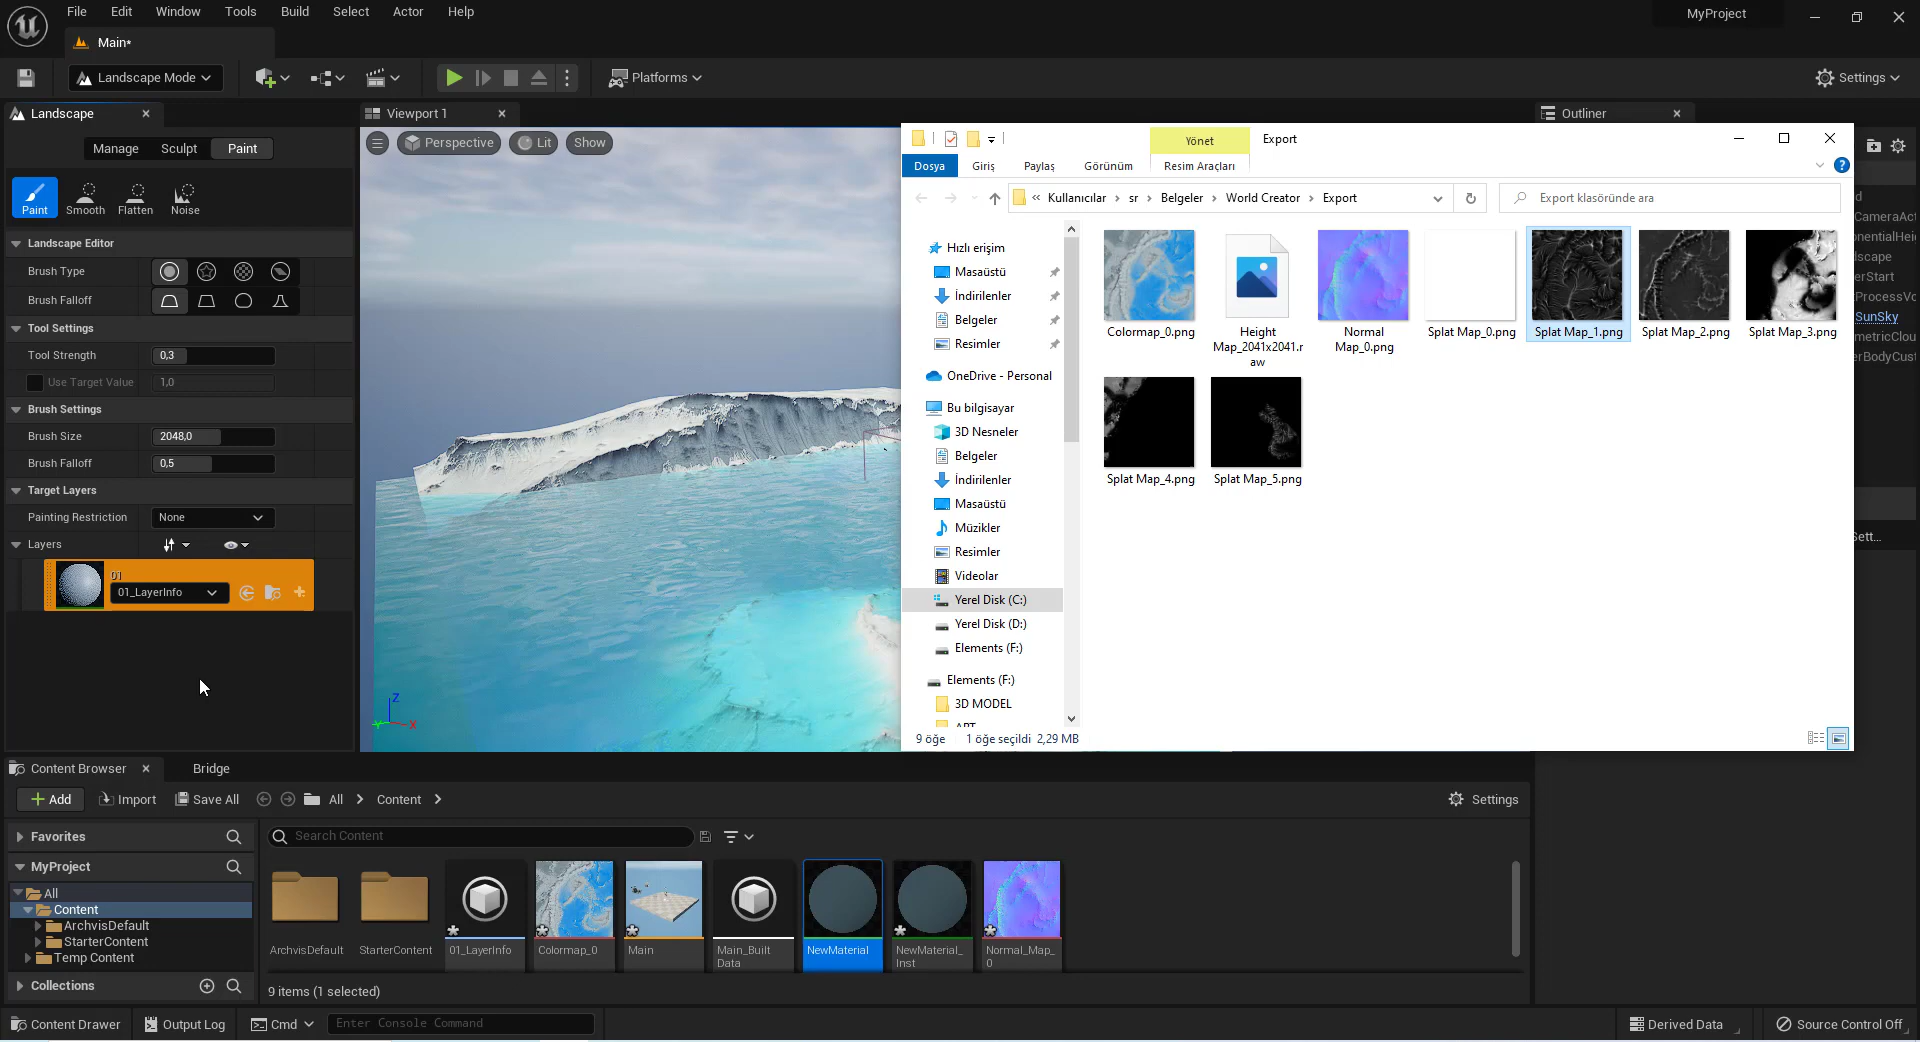 File Edit Window Tools Build Select Actor Help
MyProject
Main*
Landscape Mode
Platforms
Settings
Landscape
Viewport 1
Outliner
Manage Sculpt Paint
Perspective Lit Show
Paint Smooth Flatten Noise
Landscape Editor
Brush Type
Brush Falloff
Tool Settings
Tool Strength 0,3
Use Target Value 1,0
Brush Settings
Brush Size 2048,0
Brush Falloff 0,5
Target Layers
Painting Restriction None
Layers
01
01_LayerInfo
Z
Y
X
Yönet Export
Dosya Giriş Paylaş Görünüm Resim Araçları
« Kullanıcılar > sr > Belgeler > World Creator > Export
Export klasöründe ara
Hızlı erişim
Masaüstü
İndirilenler
Belgeler
Resimler
OneDrive - Personal
Bu bilgisayar
3D Nesneler
Belgeler
İndirilenler
Masaüstü
Müzikler
Resimler
Videolar
Yerel Disk (C:)
Yerel Disk (D:)
Elements (F:)
Elements (F:)
3D MODEL
Colormap_0.png
Height
Map_2041x2041.r
aw
Normal
Map_0.png
Splat Map_0.png
Splat Map_1.png
Splat Map_2.png
Splat Map_3.png
Splat Map_4.png
Splat Map_5.png
9 öğe 1 öğe seçildi 2,29 MB
d
CameraAct
onentialHei
dscape
erStart
tProcessVo
SunSky
metricClou
erBodyCust
Sett...
Content Browser Bridge
Add Import Save All All > Content >
Settings
Favorites
Search Content
MyProject
All
Content
ArchvisDefault
StarterContent
Temp Content
Collections
ArchvisDefault
StarterContent
01_LayerInfo
Colormap_0
Main
Main_Built
Data
NewMaterial
NewMaterial_
Inst
Normal_Map_
0
9 items (1 selected)
Content Drawer Output Log Cmd Enter Console Command
Derived Data Source Control Off